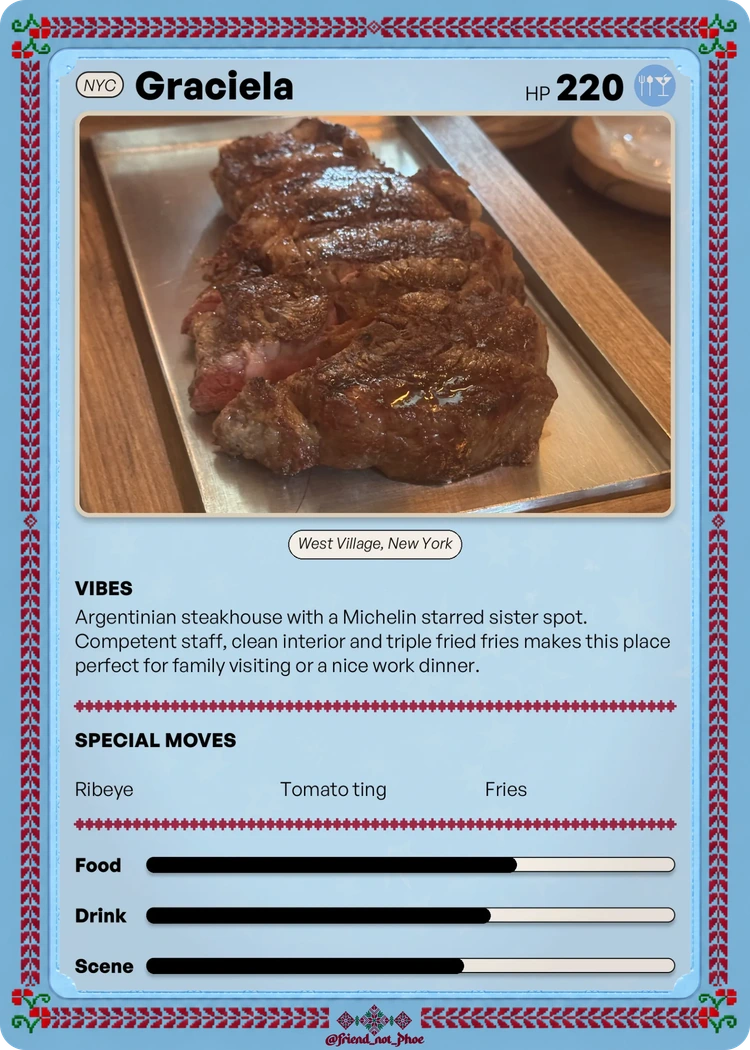 NYC Graciela HP 220
West Village, New York
VIBES
Argentinian steakhouse with a Michelin starred sister spot.
Competent staff, clean interior and triple fried fries makes this place
perfect for family visiting or a nice work dinner.
SPECIAL MOVES
Ribeye Tomato ting Fries
Food
Drink
Scene
@friend_not_Phoe